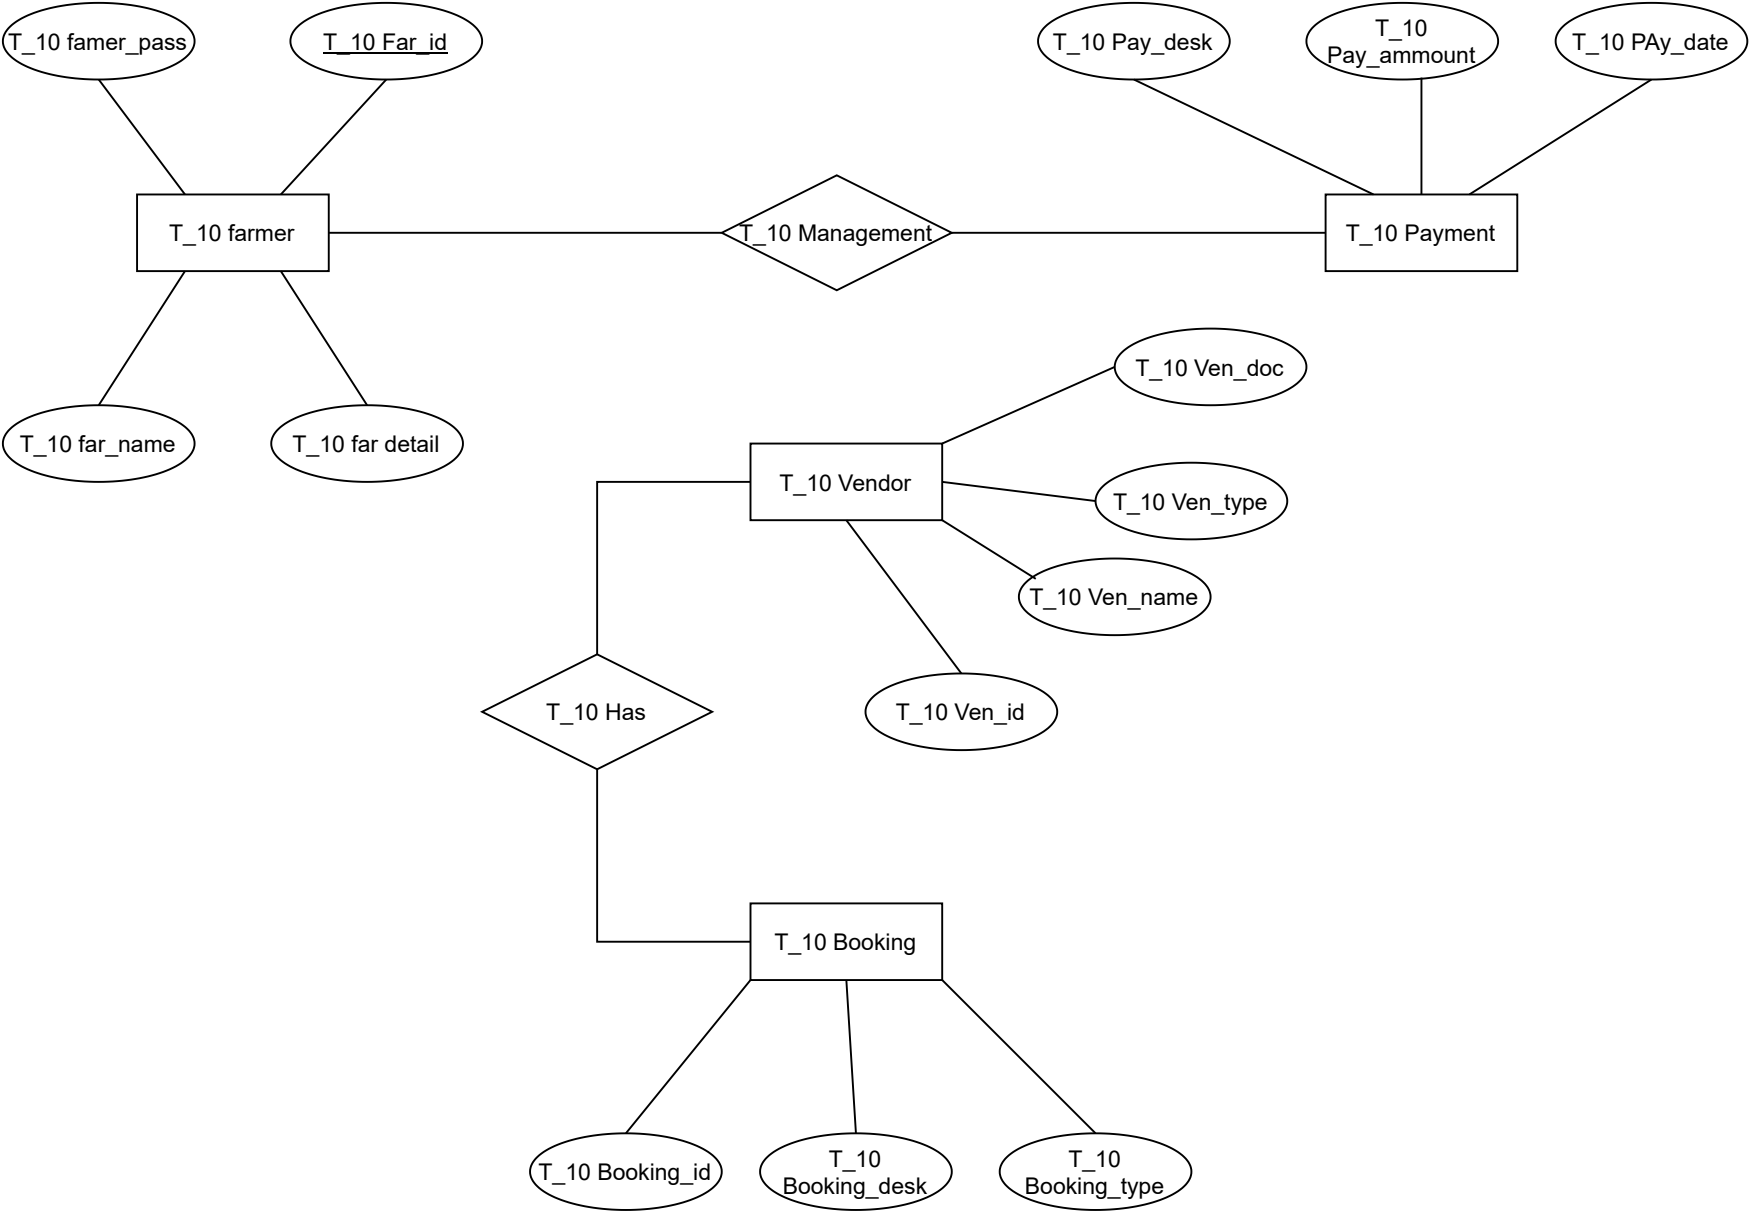 T_10 famer_pass
T_10 Far_id
T_10 Pay_desk
T_10
Pay_ammount
T_10 PAy_date
T_10 farmer
T_10 Management
T_10 Payment
T_10 Ven_doc
T_10 far_name
T_10 far detail
T_10 Vendor
T_10 Ven_type
T_10 Ven_name
T_10 Has
T_10 Ven_id
T_10 Booking
T_10 Booking_id
T_10
Booking_desk
T_10
Booking_type